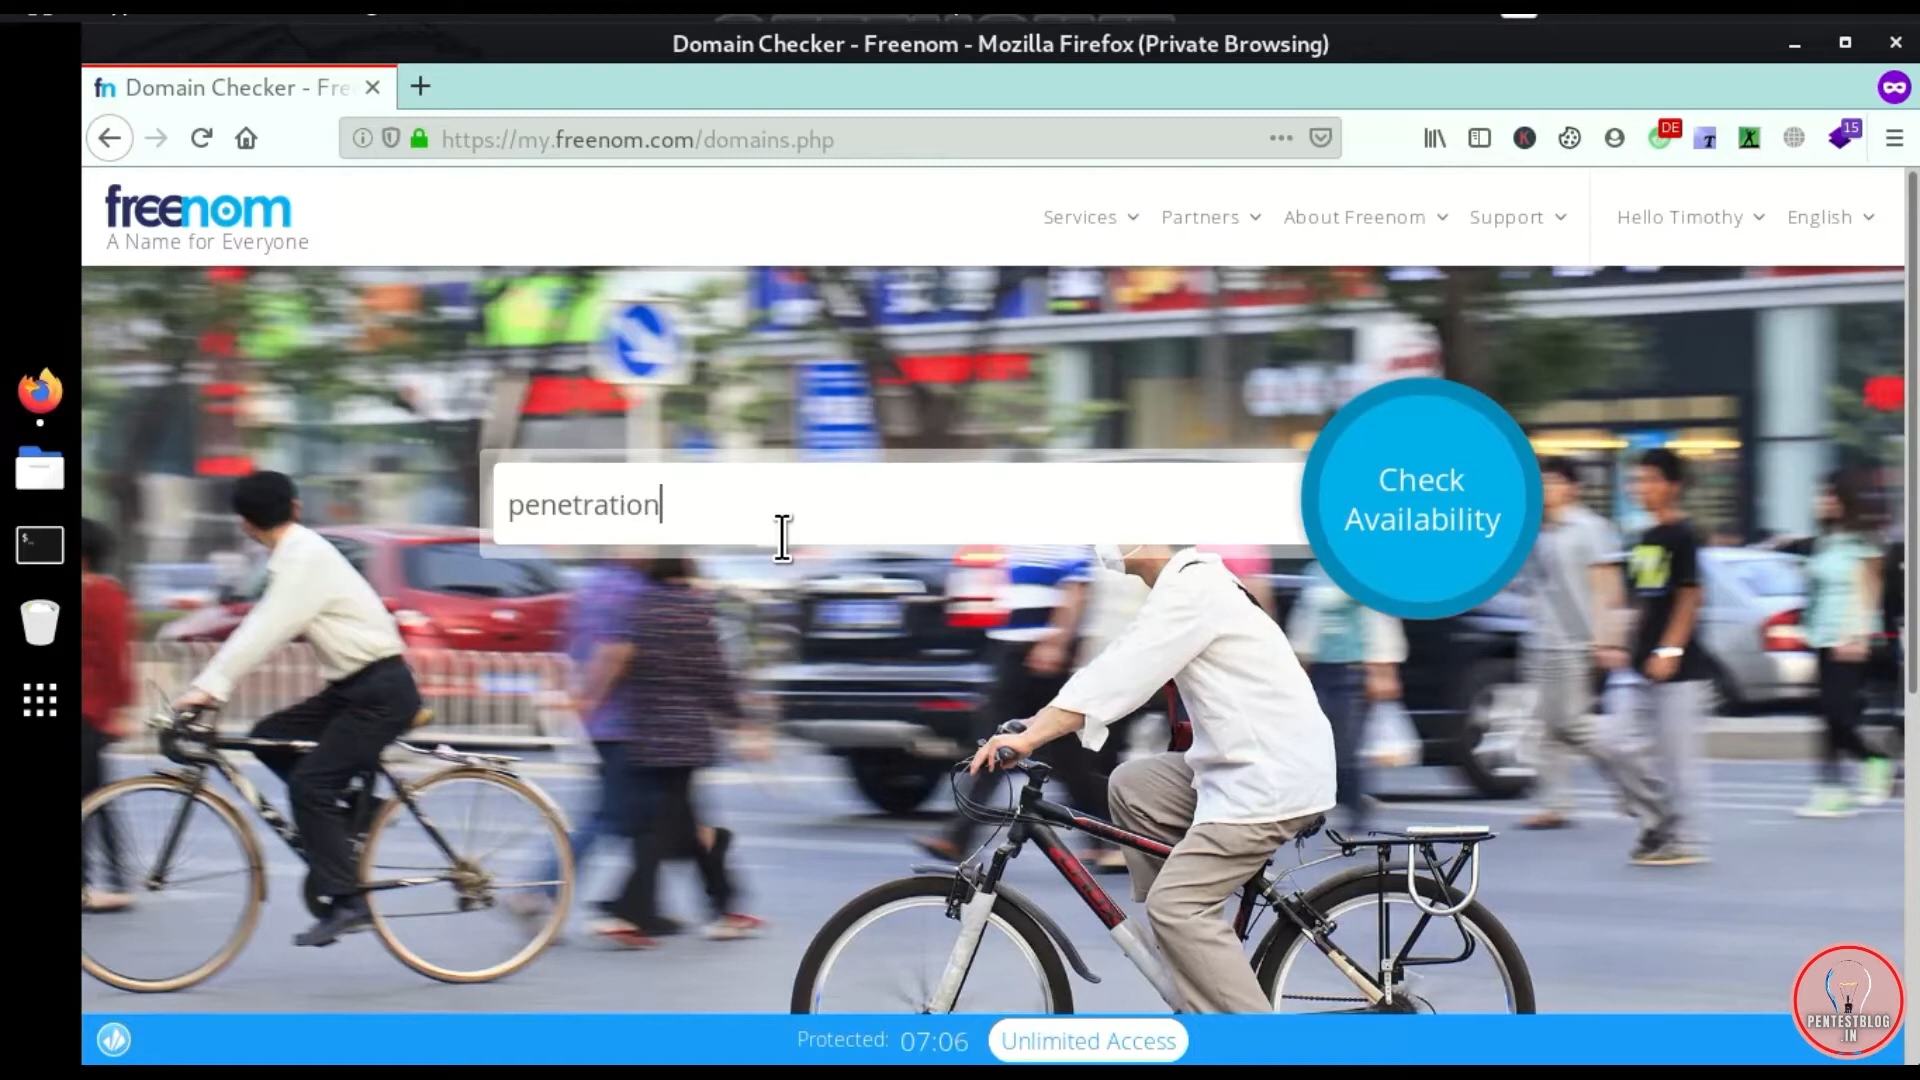 Domain Checker - Freenom - Mozilla Firefox (Private Browsing)
fn Domain Checker - Fre
https://my.freenom.com/domains.php
DE
T
15
freenom
A Name for Everyone
Services
Partners
About Freenom
Support
Hello Timothy
English
penetration
Check
Availability
Protected: 07:06 Unlimited Access
PENTESTBLOG
.IN